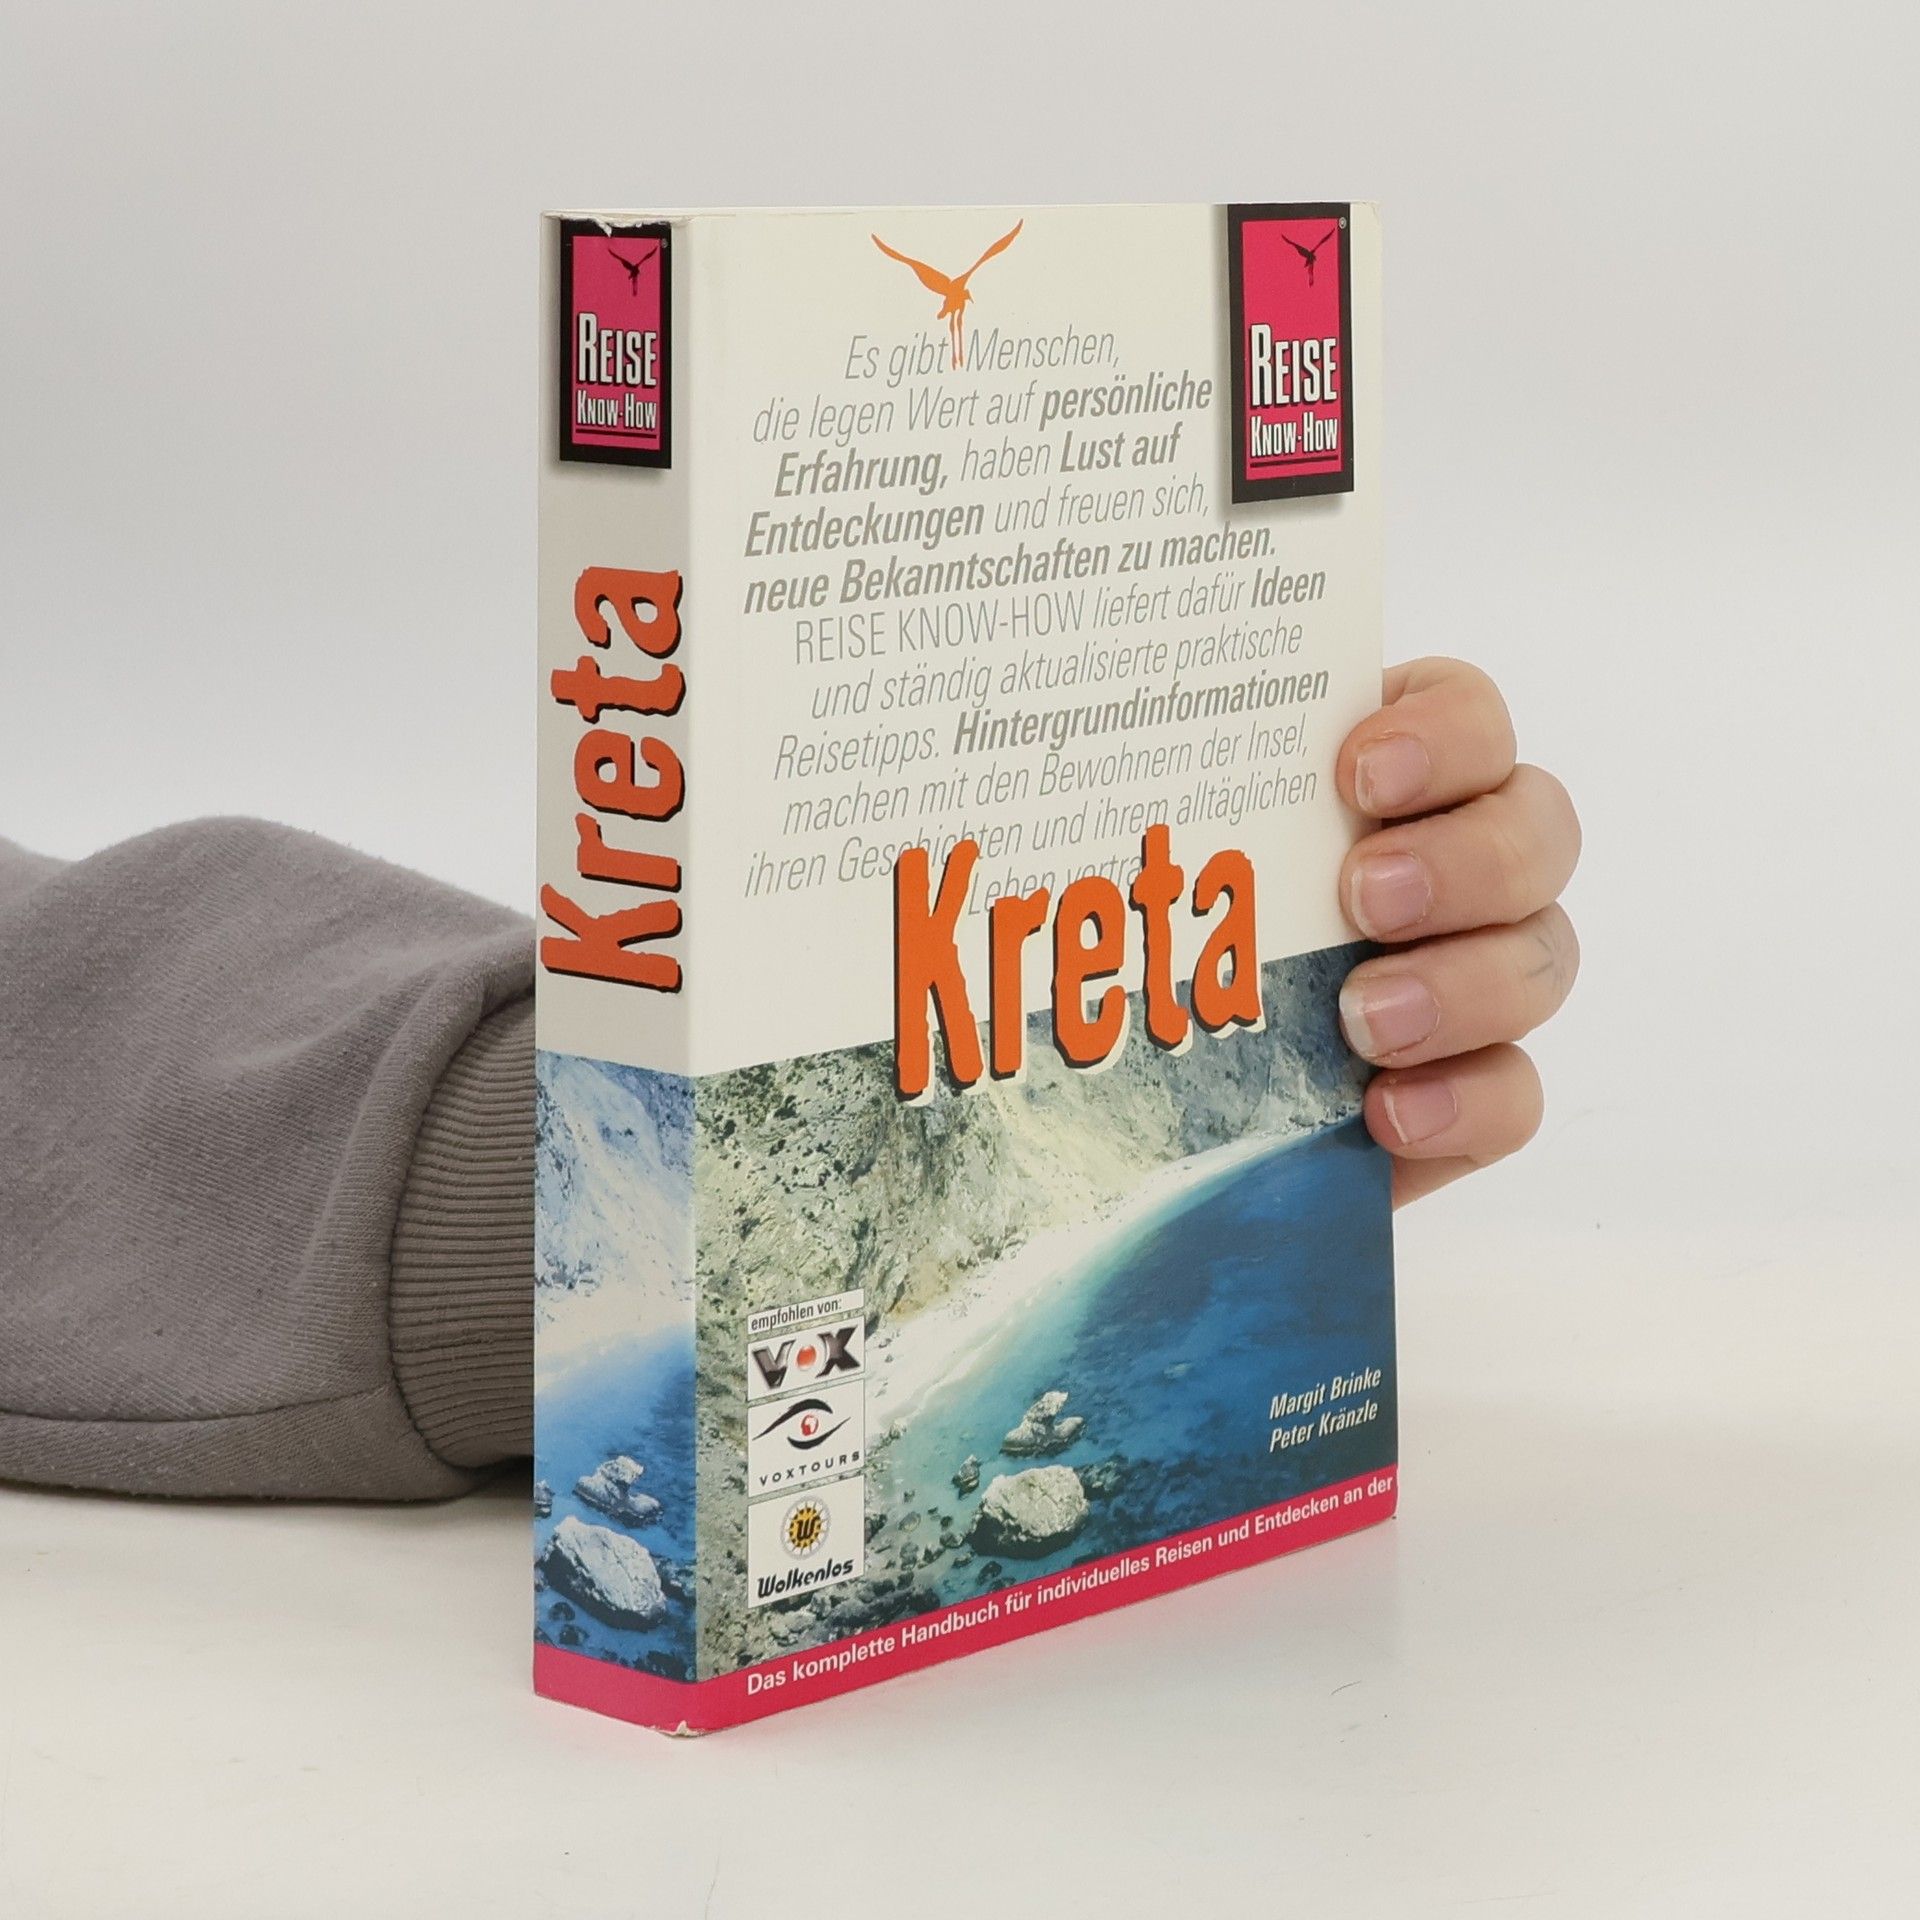 REISE
KNOW-HOW
Kreta
Es gibt Menschen,
die legen Wert auf persönliche
Erfahrung, haben Lust auf
Entdeckungen und freuen sich,
neue Bekanntschaften zu machen.
REISE KNOW-HOW liefert dafür Ideen
und ständig aktualisierte praktische
Reisetipps. Hintergrundinformationen
machen mit den Bewohnern der Insel,
ihren Geschichten und ihrem alltäglichen
Leben
REISE
KNOW-HOW
®
Kreta
empfohlen von:
VOX
VOXTOURS
W
Wolkenlos
Margit Brinke
Peter Kränzle
Das komplette Handbuch für individuelles Reisen und Entdecken an der